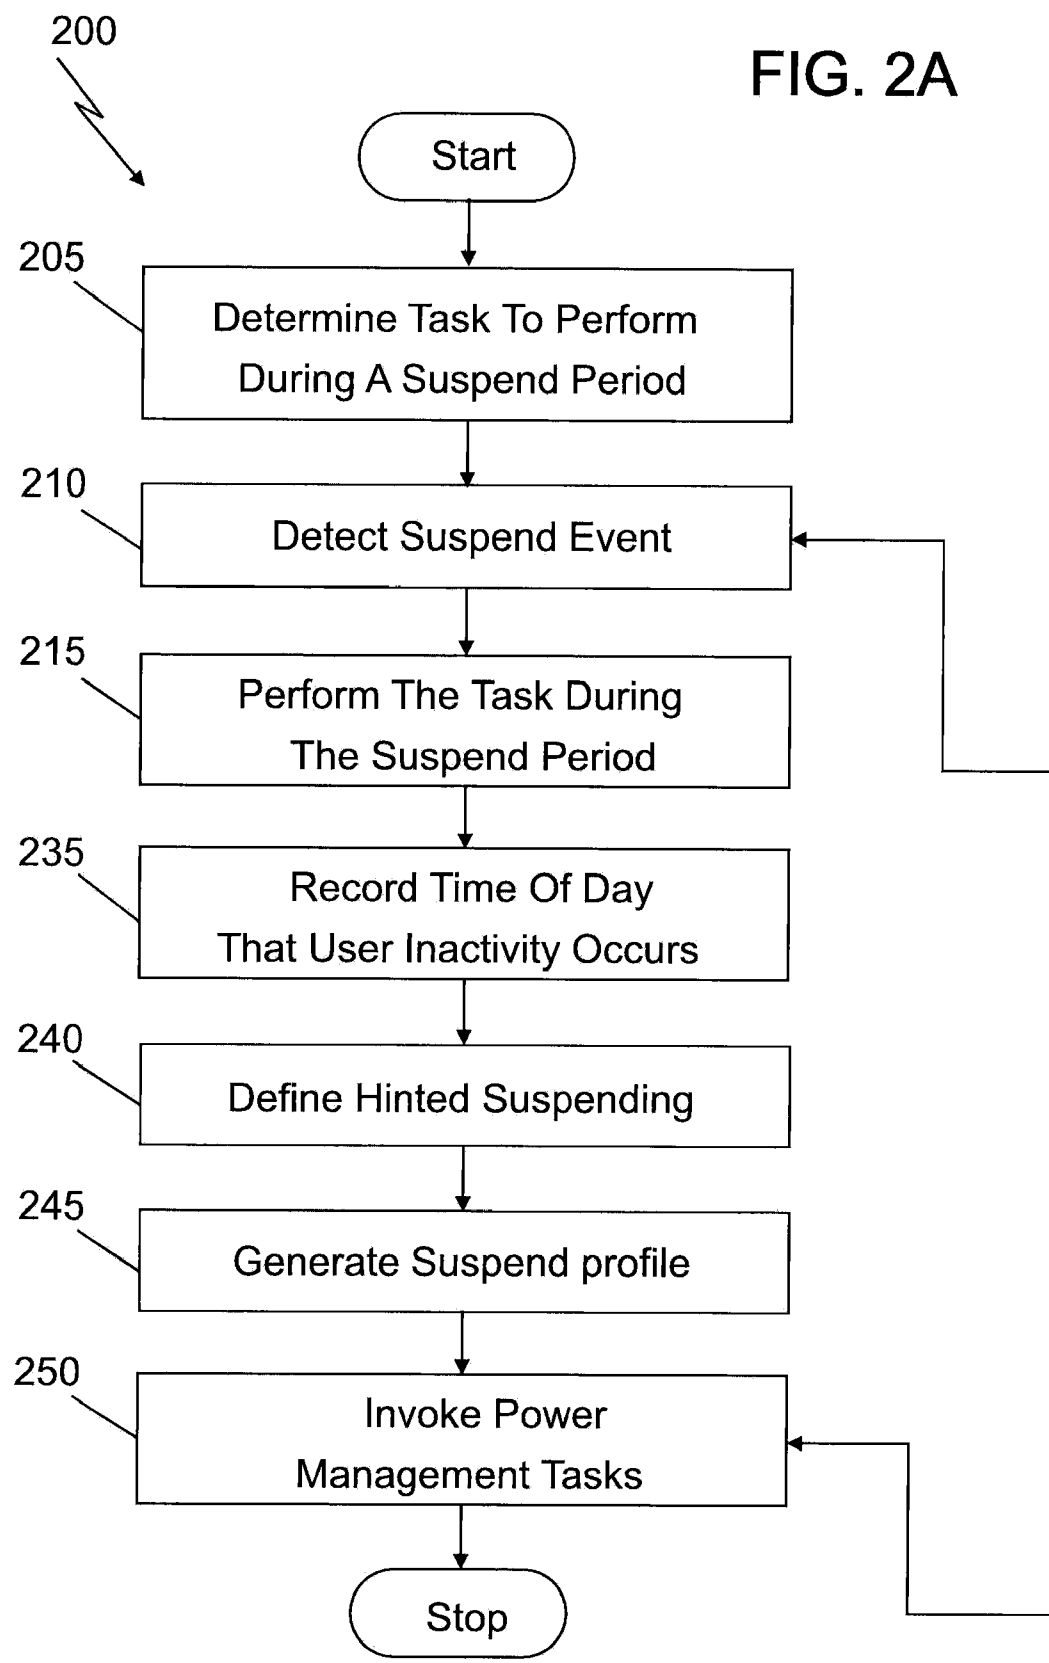 200
FIG. 2A
Start
205
Determine Task To Perform
During A Suspend Period
210
Detect Suspend Event
215
Perform The Task During
The Suspend Period
235
Record Time Of Day
That User Inactivity Occurs
240
Define Hinted Suspending
245
Generate Suspend profile
250
Invoke Power
Management Tasks
Stop